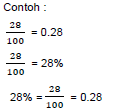 Contoh :
28/100 = 0.28
28/100 = 28%
28% = 28/100 = 0.28